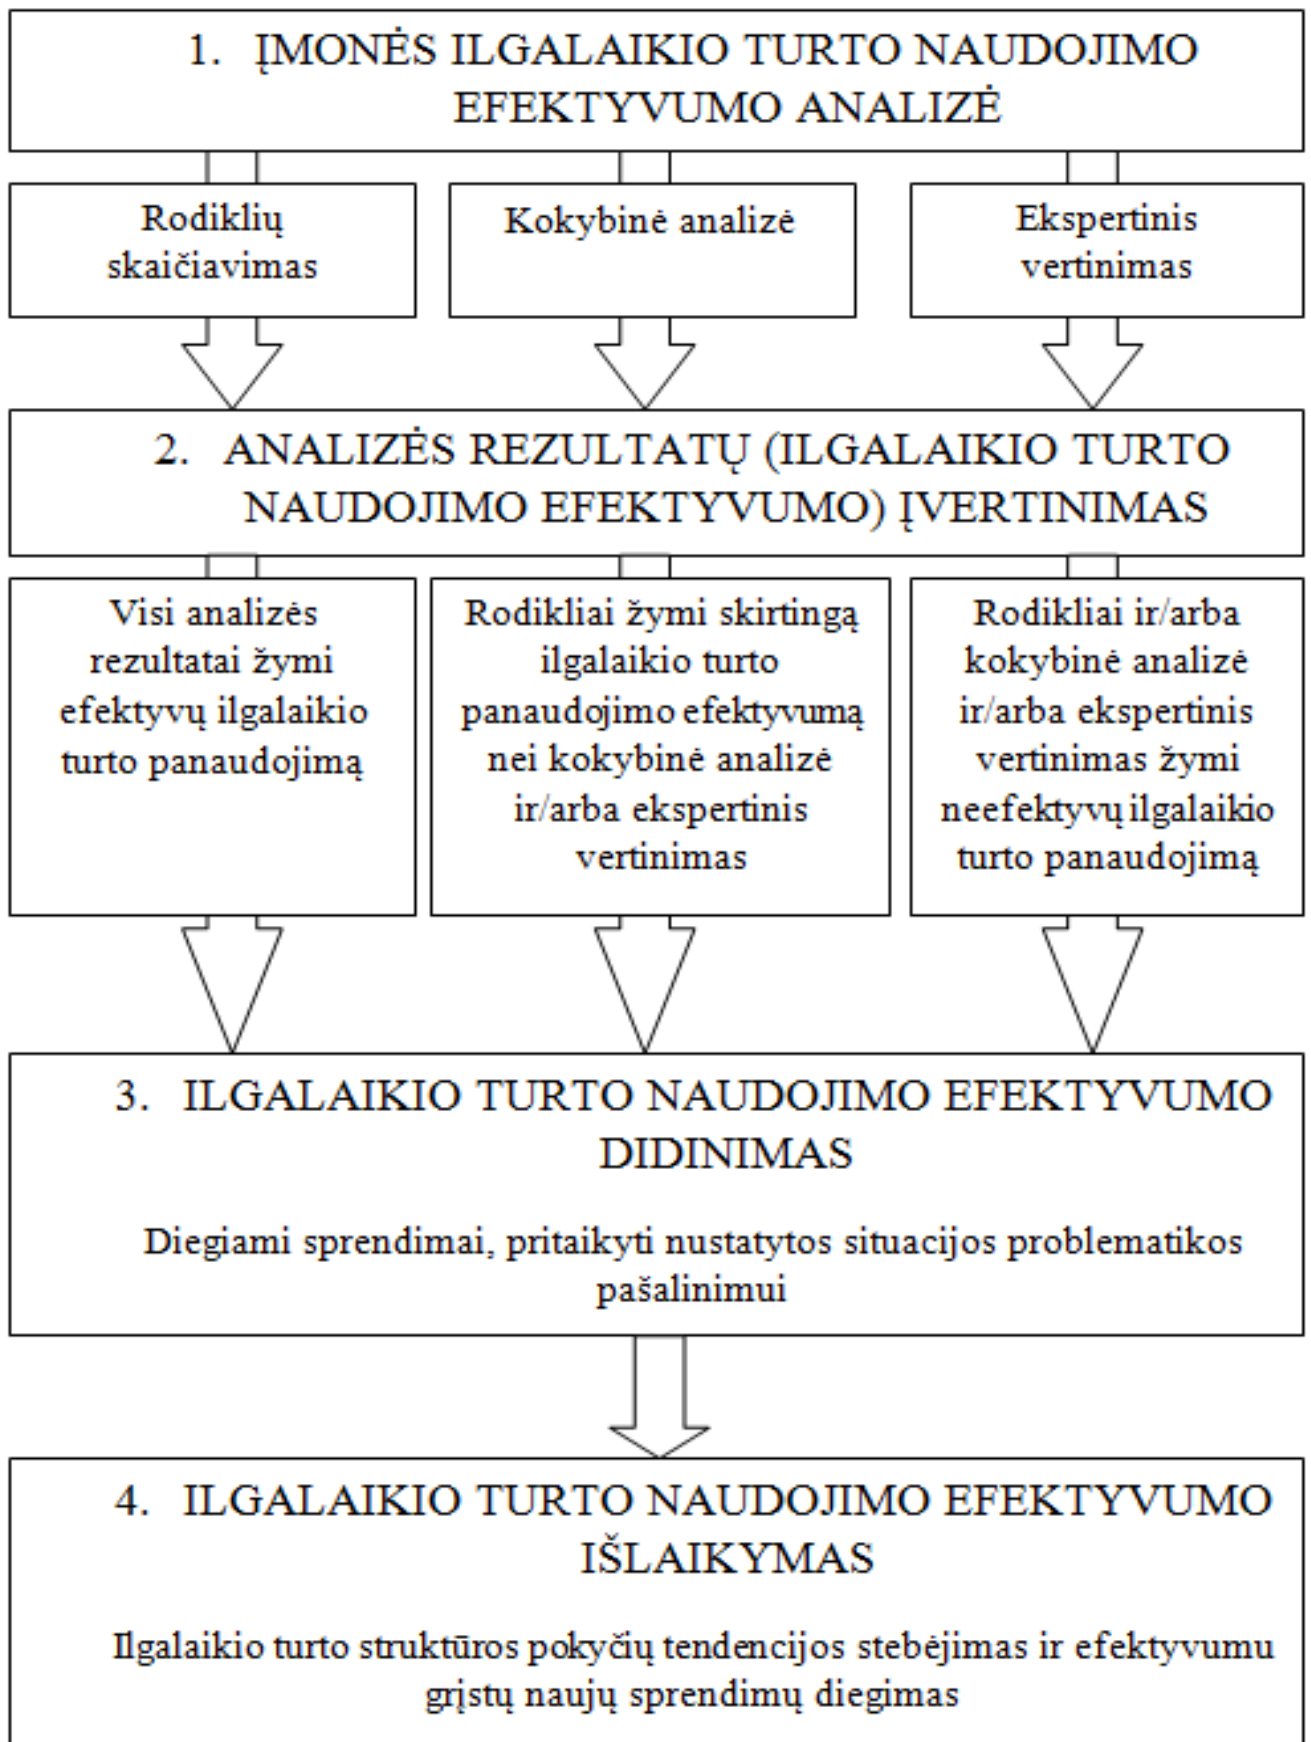 1. ĮMONĖS ILGALAIKIO TURTO NAUDOJIMO
EFEKTYVUMO ANALIZĖ
Rodiklių
skaičiavimas
Kokybinė analizė
Ekspertinis
vertinimas
2. ANALIZĖS REZULTATŲ (ILGALAIKIO TURTO
NAUDOJIMO EFEKTYVUMO) ĮVERTINIMAS
Visi analizės
rezultatai žymi
efektyvų ilgalaikio
turto panaudojimą
Rodikliai žymi skirtingą
ilgalaikio turto
panaudojimo efektyvumą
nei kokybinė analizė
ir/arba ekspertinis
vertinimas
Rodikliai ir/arba
kokybinė analizė
ir/arba ekspertinis
vertinimas žymi
neefektyvų ilgalaikio
turto panaudojimą
3. ILGALAIKIO TURTO NAUDOJIMO EFEKTYVUMO
DIDINIMAS
Diegiami sprendimai, pritaikyti nustatytos situacijos problematikos
pašalinimui
4. ILGALAIKIO TURTO NAUDOJIMO EFEKTYVUMO
IŠLAIKYMAS
Ilgalaikio turto struktūros pokyčių tendencijos stebėjimas ir efektyvumu
grįstų naujų sprendimų diegimas